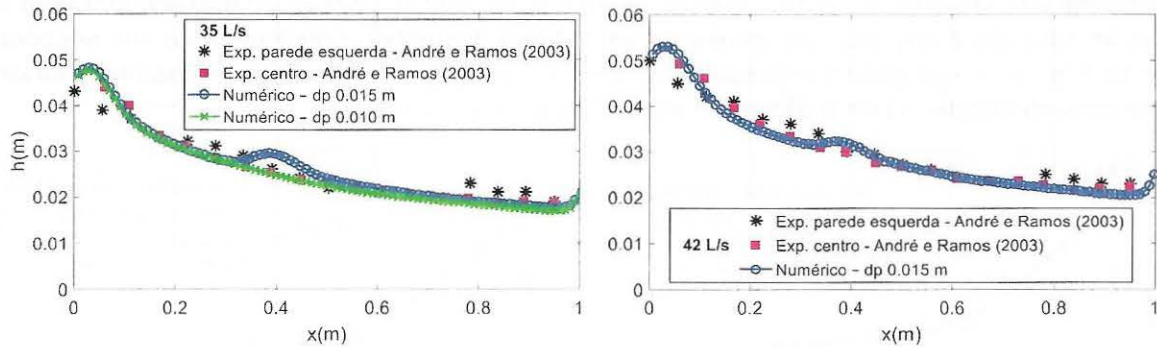 0.06
0.05
0.04
0.03
0.02
0.01
0
h(m)
35 L/s
Exp. parede esquerda - André e Ramos (2003)
Exp. centro - André e Ramos (2003)
Numérico – dp 0.015 m
Numérico – dp 0.010 m
0 0.2 0.4 0.6 0.8 1
x(m)
0.06
0.05
0.04
0.03
0.02
0.01
0
42 L/s
Exp. parede esquerda - André e Ramos (2003)
Exp. centro - André e Ramos (2003)
Numérico – dp 0.015 m
0 0.2 0.4 0.6 0.8 1
x(m)